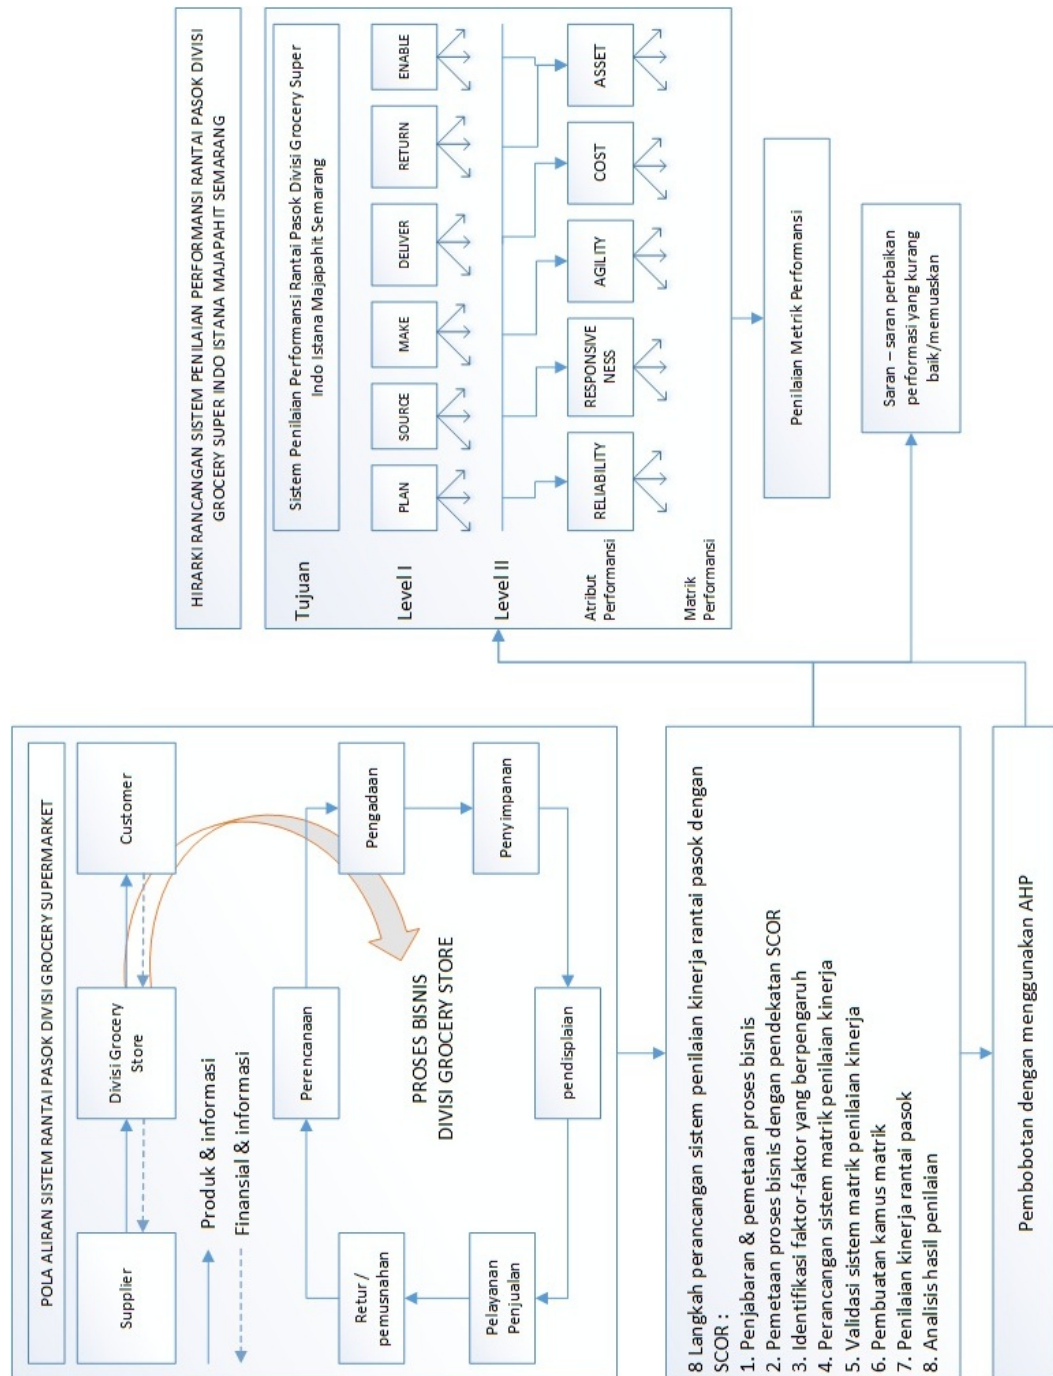 POLA ALIRAN SISTEM RANTAI PASOK DIVISI GROCERY SUPERMARKET
Supplier
Divisi Grocery
Store
Customer
Produk & informasi
Finansial & informasi
Perencanaan
Pengadaan
Penyimpanan
pendisplaian
Pelayanan
Penjualan
Retur /
pemusnahan
PROSES BISNIS
DIVISI GROCERY STORE
8 Langkah perancangan sistem penilaian kinerja rantai pasok dengan
SCOR :
1. Penjabaran & pemetaan proses bisnis
2. Pemetaan proses bisnis dengan pendekatan SCOR
3. Identifikasi faktor-faktor yang berpengaruh
4. Perancangan sistem matrik penilaian kinerja
5. Validasi sistem matrik penilaian kinerja
6. Pembuatan kamus matrik
7. Penilaian kinerja rantai pasok
8. Analisis hasil penilaian
Pembobotan dengan menggunakan AHP
HIRARKI RANCANGAN SISTEM PENILAIAN PERFORMANSI RANTAI PASOK DIVISI
GROCERY SUPER INDO ISTANA MAJAPAHIT SEMARANG
Tujuan
Sistem Penilaian Performansi Rantai Pasok Divisi Grocery Super
Indo Istana Majapahit Semarang
Level I
PLAN
SOURCE
MAKE
DELIVER
RETURN
ENABLE
Level II
Atribut
Performansi
RELIABILITY
RESPONSIVE
NESS
AGILITY
COST
ASSET
Matrik
Performansi
Penilaian Metrik Performansi
Saran – saran perbaikan
performasi yang kurang
baik/memuaskan